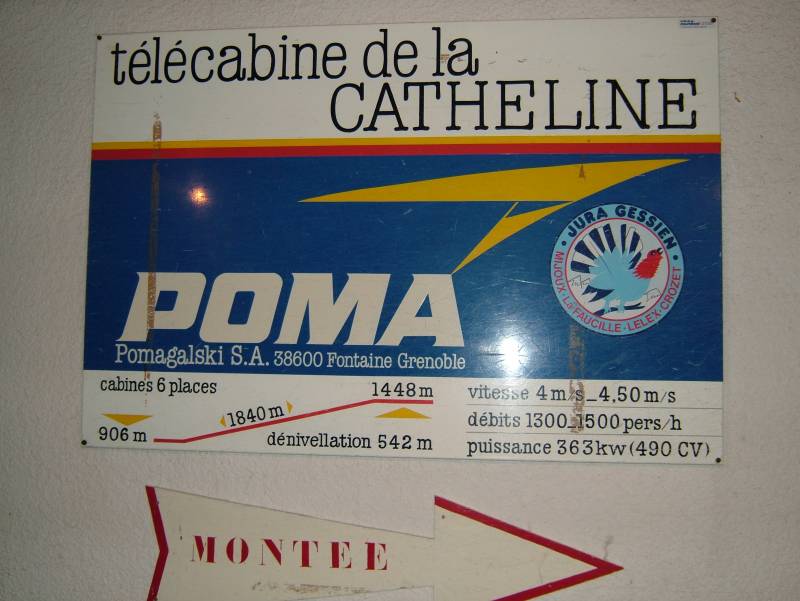 télécabine de la
CATHELINE
JURA GESSIEN
MIJOUX · La FAUCILLE · LELEX · CROZET
POMA
Pomagalski S.A. 38600 Fontaine Grenoble
cabines 6 places
1448 m
1840 m
906 m
dénivellation 542 m
vitesse 4 m/s_4,50 m/s
débits 1300_1500 pers/h
puissance 363 kw (490 CV)
MONTEE